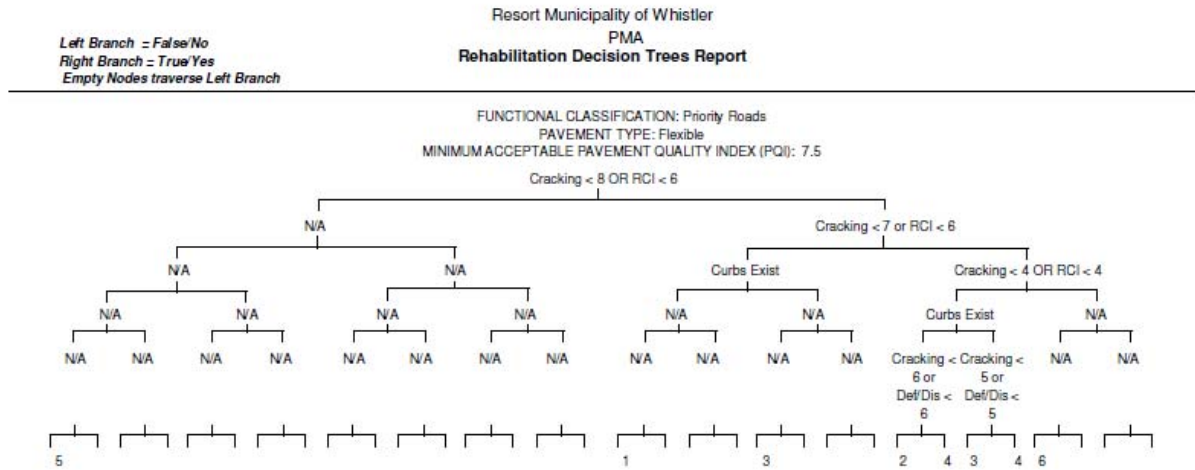 Resort Municipality of Whistler
PMA
Rehabilitation Decision Trees Report
Left Branch = False/No
Right Branch = True/Yes
Empty Nodes traverse Left Branch
FUNCTIONAL CLASSIFICATION: Priority Roads
PAVEMENT TYPE: Flexible
MINIMUM ACCEPTABLE PAVEMENT QUALITY INDEX (PQI): 7.5
Cracking < 8 OR RCI < 6
N/A Cracking < 7 or RCI < 6
N/A N/A Curbs Exist Cracking < 4 OR RCI < 4
N/A N/A N/A N/A N/A N/A Curbs Exist N/A
N/A N/A N/A N/A N/A N/A N/A N/A N/A N/A N/A N/A Cracking < Cracking < N/A N/A
6 or 5 or
Def/Dis < Def/Dis <
6 5
5 1 3 2 4 3 4 6